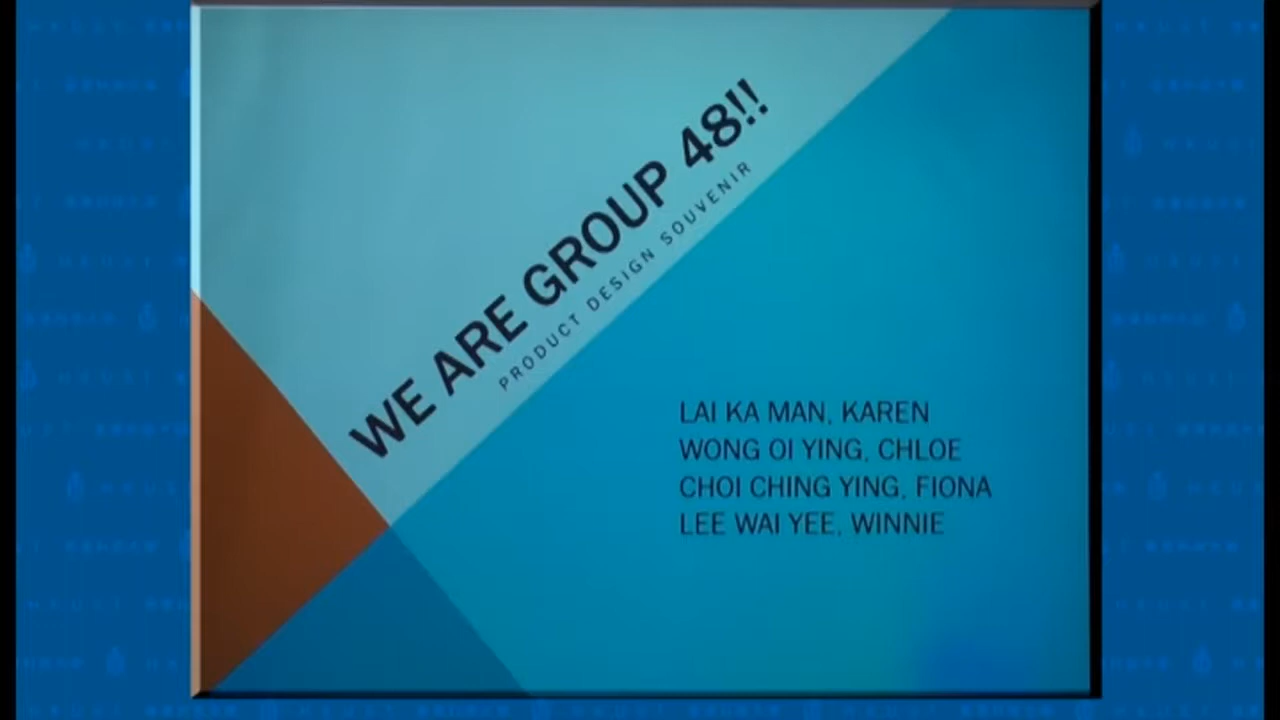 WE ARE GROUP 48!!
PRODUCT DESIGN SOUVENIR
LAI KA MAN, KAREN
WONG OI YING, CHLOE
CHOI CHING YING, FIONA
LEE WAI YEE, WINNIE